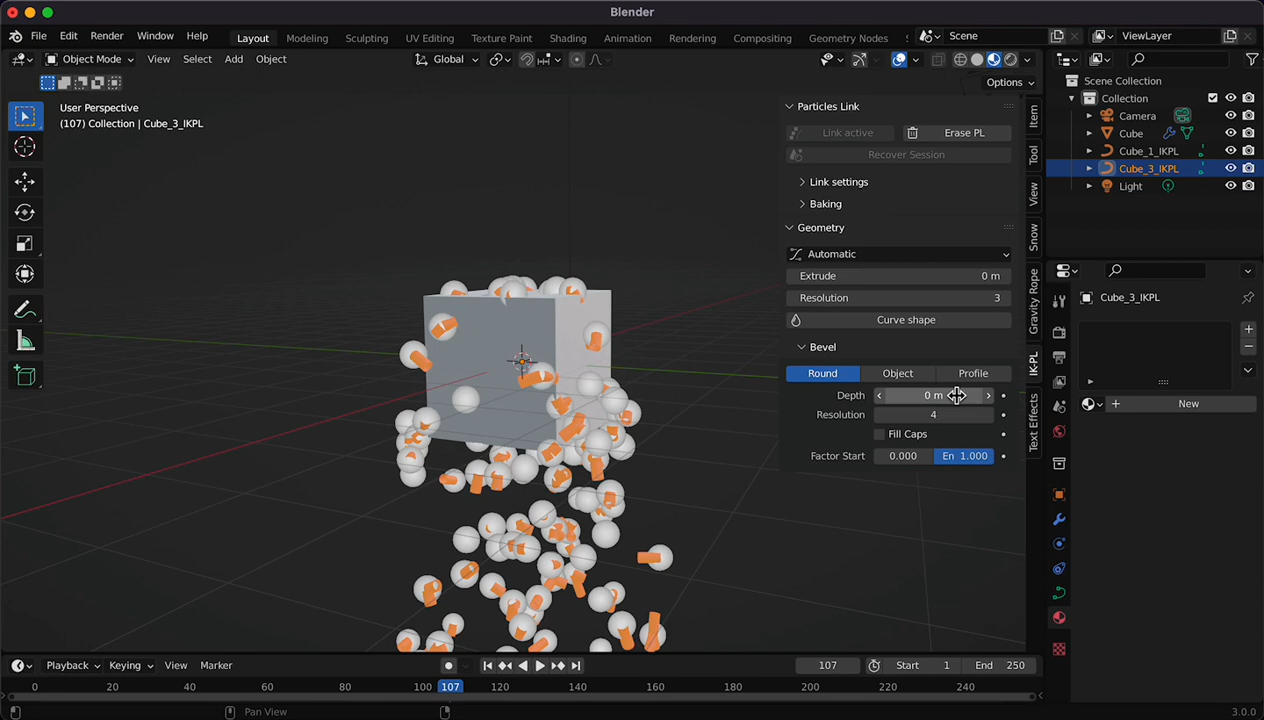 Blender
File Edit Render Window Help Layout Modeling Sculpting UV Editing Texture Paint Shading Animation Rendering Compositing Geometry Nodes Scene ViewLayer
Object Mode View Select Add Object Global
Options
User Perspective
(107) Collection | Cube_3_IKPL
Particles Link
Link active Erase PL
Recover Session
Link settings
Baking
Geometry
Automatic
Extrude 0 m
Resolution 3
Curve shape
Bevel
Round Object Profile
Depth 0 m
Resolution 4
Fill Caps
Factor Start 0.000 En 1.000
Item
Tool
View
Snow
Gravity Rope
IK-PL
Text Effects
Scene Collection
Collection
Camera
Cube
Cube_1_IKPL
Cube_3_IKPL
Light
Cube_3_IKPL
New
Playback Keying View Marker 107 Start 1 End 250
0 20 40 60 80 100 107 120 140 160 180 200 220 240
Pan View 3.0.0